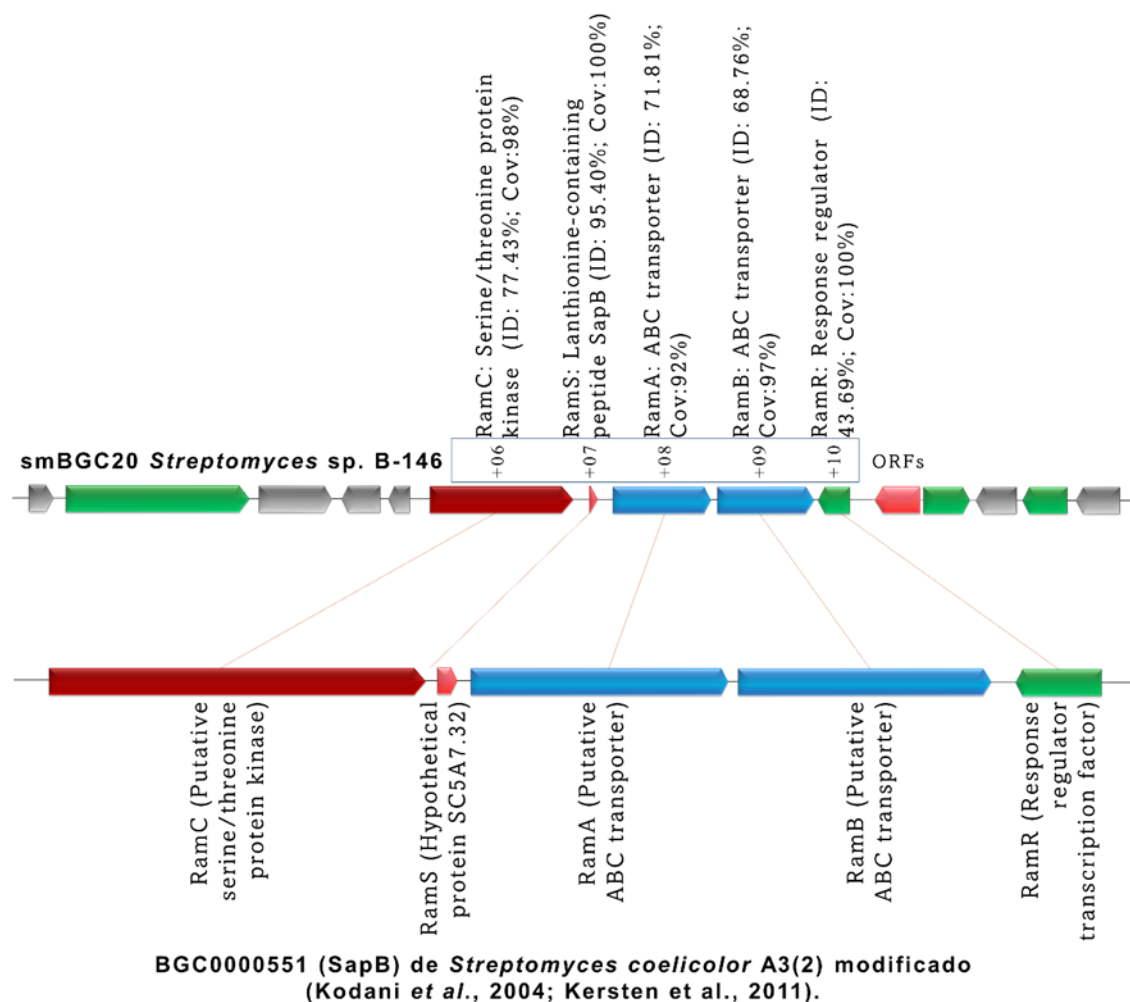 RamC: Serine/threonine protein
kinase (ID: 77.43%; Cov:98%)
RamS: Lanthionine-containing
peptide SapB (ID: 95.40%; Cov:100%)
RamA: ABC transporter (ID: 71.81%;
Cov:92%)
RamB: ABC transporter (ID: 68.76%;
Cov:97%)
RamR: Response regulator (ID:
43.69%; Cov:100%)
smBGC20 Streptomyces sp. B-146
+06
+07
+08
+09
+10
ORFs
RamC (Putative
serine/threonine
protein kinase)
RamS (Hypothetical
protein SC5A7.32)
RamA (Putative
ABC transporter)
RamB (Putative
ABC transporter)
RamR (Response
regulator
transcription factor)
BGC0000551 (SapB) de Streptomyces coelicolor A3(2) modificado
(Kodani et al., 2004; Kersten et al., 2011).